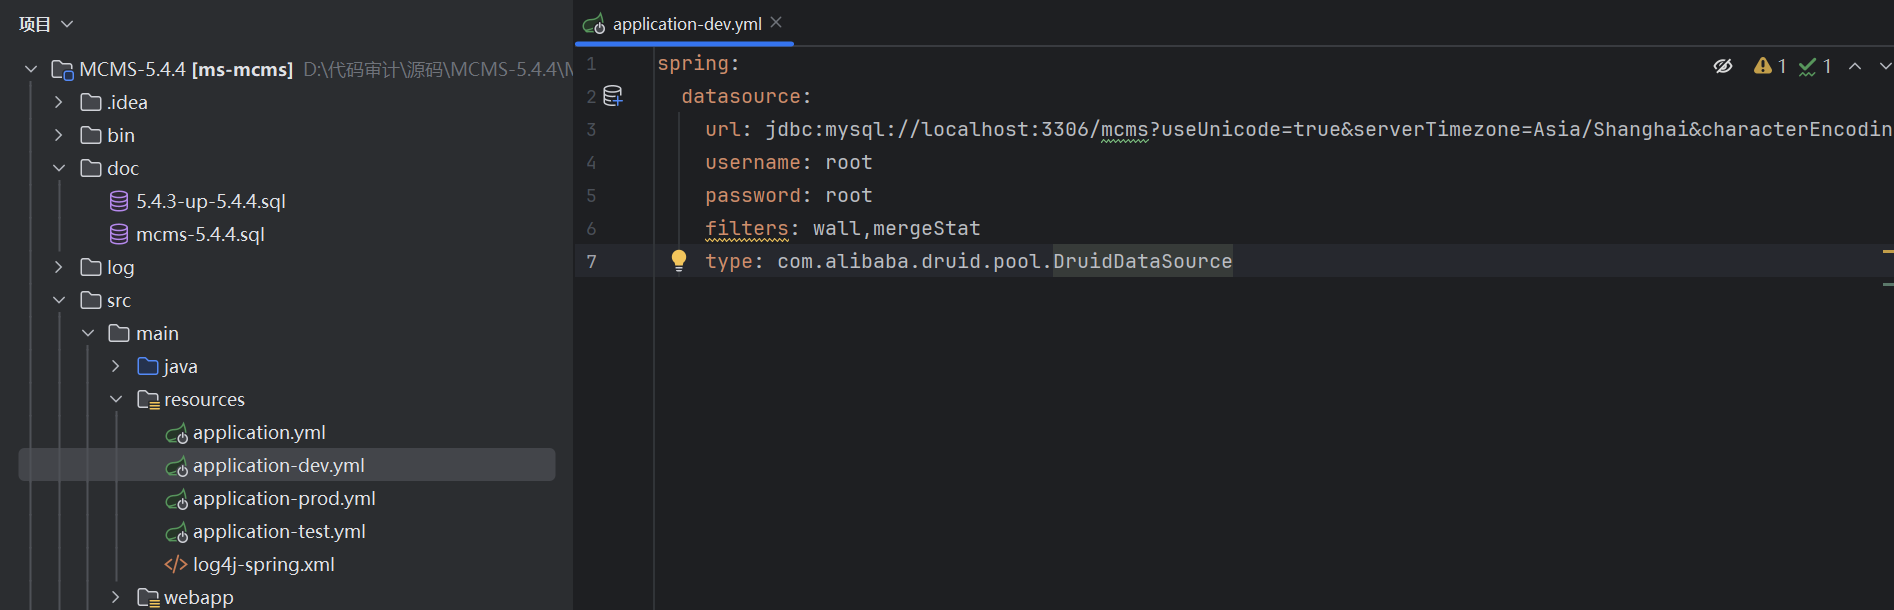 项目
MCMS-5.4.4 [ms-mcms] D:\代码审计\源码\MCMS-5.4.4\M
.idea
bin
doc
5.4.3-up-5.4.4.sql
mcms-5.4.4.sql
log
src
main
java
resources
application.yml
application-dev.yml
application-prod.yml
application-test.yml
</> log4j-spring.xml
webapp
application-dev.yml
1 spring:
1 1
2 datasource:
3 url: jdbc:mysql://localhost:3306/mcms?useUnicode=true&serverTimezone=Asia/Shanghai&characterEncodin
4 username: root
5 password: root
6 filters: wall,mergeStat
7 type: com.alibaba.druid.pool.DruidDataSource